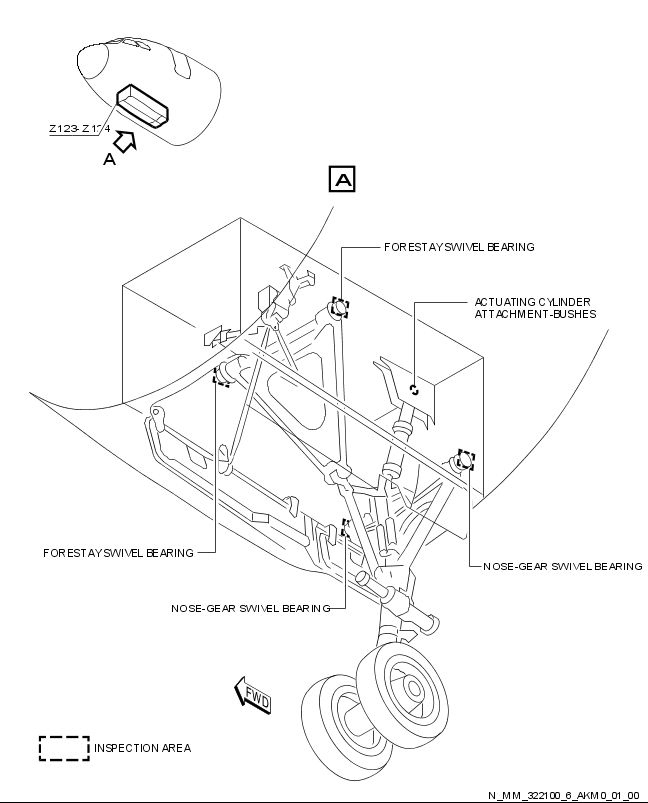 Z123-Z134
A
A
FORESTAY SWIVEL BEARING
ACTUATING CYLINDER
ATTACHMENT-BUSHES
FORESTAY SWIVEL BEARING
NOSE-GEAR SWIVEL BEARING
NOSE-GEAR SWIVEL BEARING
FWD
INSPECTION AREA
N_MM_322100_6_AKM0_01_00